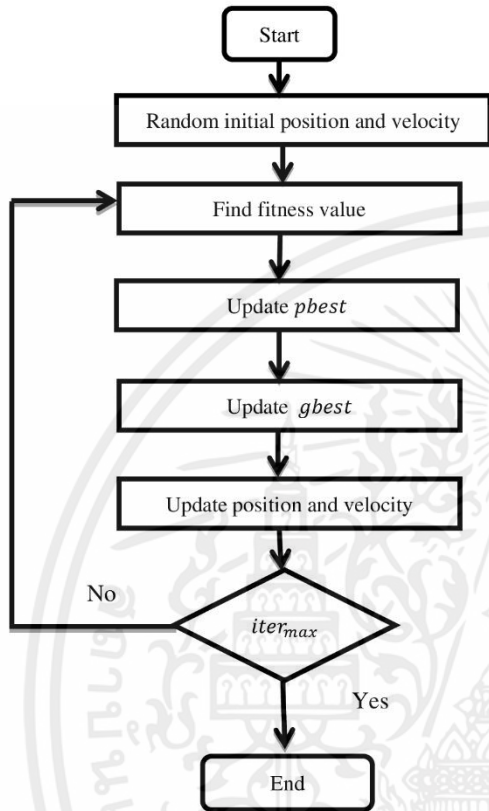 Start
Random initial position and velocity
Find fitness value
Update pbest
Update gbest
Update position and velocity
No
iter_max
Yes
End